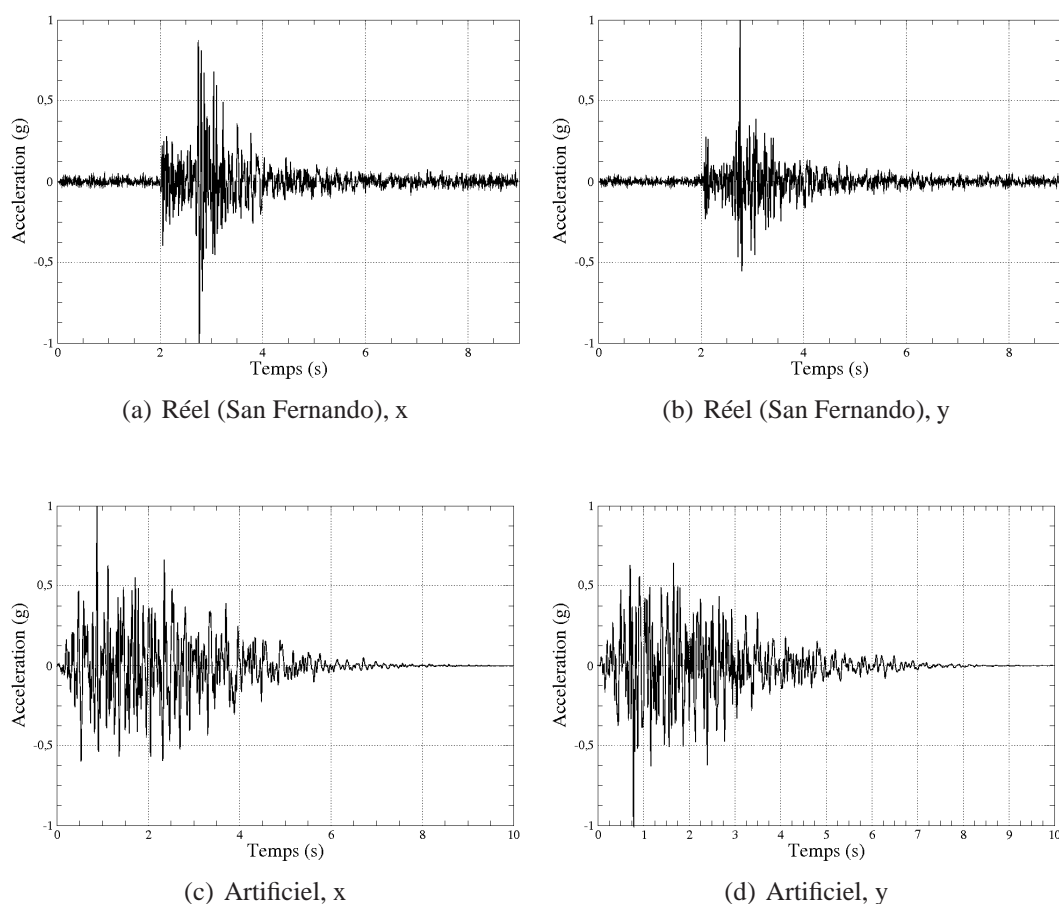 1
0,5
0
-0,5
-1
Acceleration (g)
0 2 4 6 8
Temps (s)
(a) Réel (San Fernando), x
1
0,5
0
-0,5
-1
Acceleration (g)
0 2 4 6 8
Temps (s)
(b) Réel (San Fernando), y
1
0,5
0
-0,5
-1
Acceleration (g)
0 2 4 6 8 10
Temps (s)
(c) Artificiel, x
1
0,5
0
-0,5
-1
Acceleration (g)
0 1 2 3 4 5 6 7 8 9 10
Temps (s)
(d) Artificiel, y